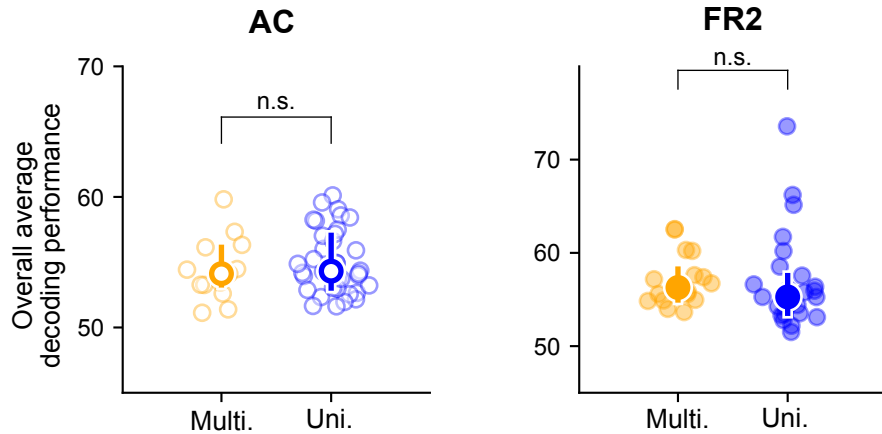 AC
Overall average
decoding performance
70
60
50
n.s.
Multi.
Uni.
FR2
70
60
50
n.s.
Multi.
Uni.